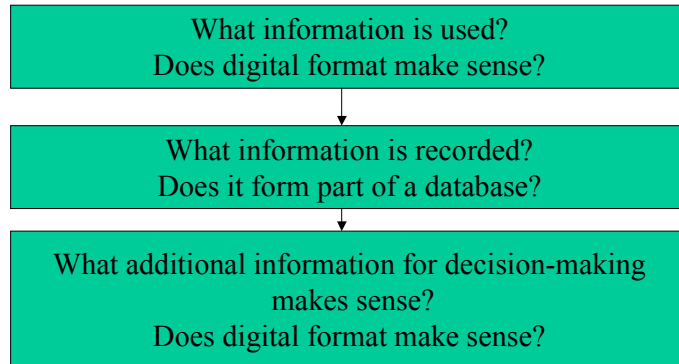 What information is used?
Does digital format make sense?
What information is recorded?
Does it form part of a database?
What additional information for decision-making
makes sense?
Does digital format make sense?